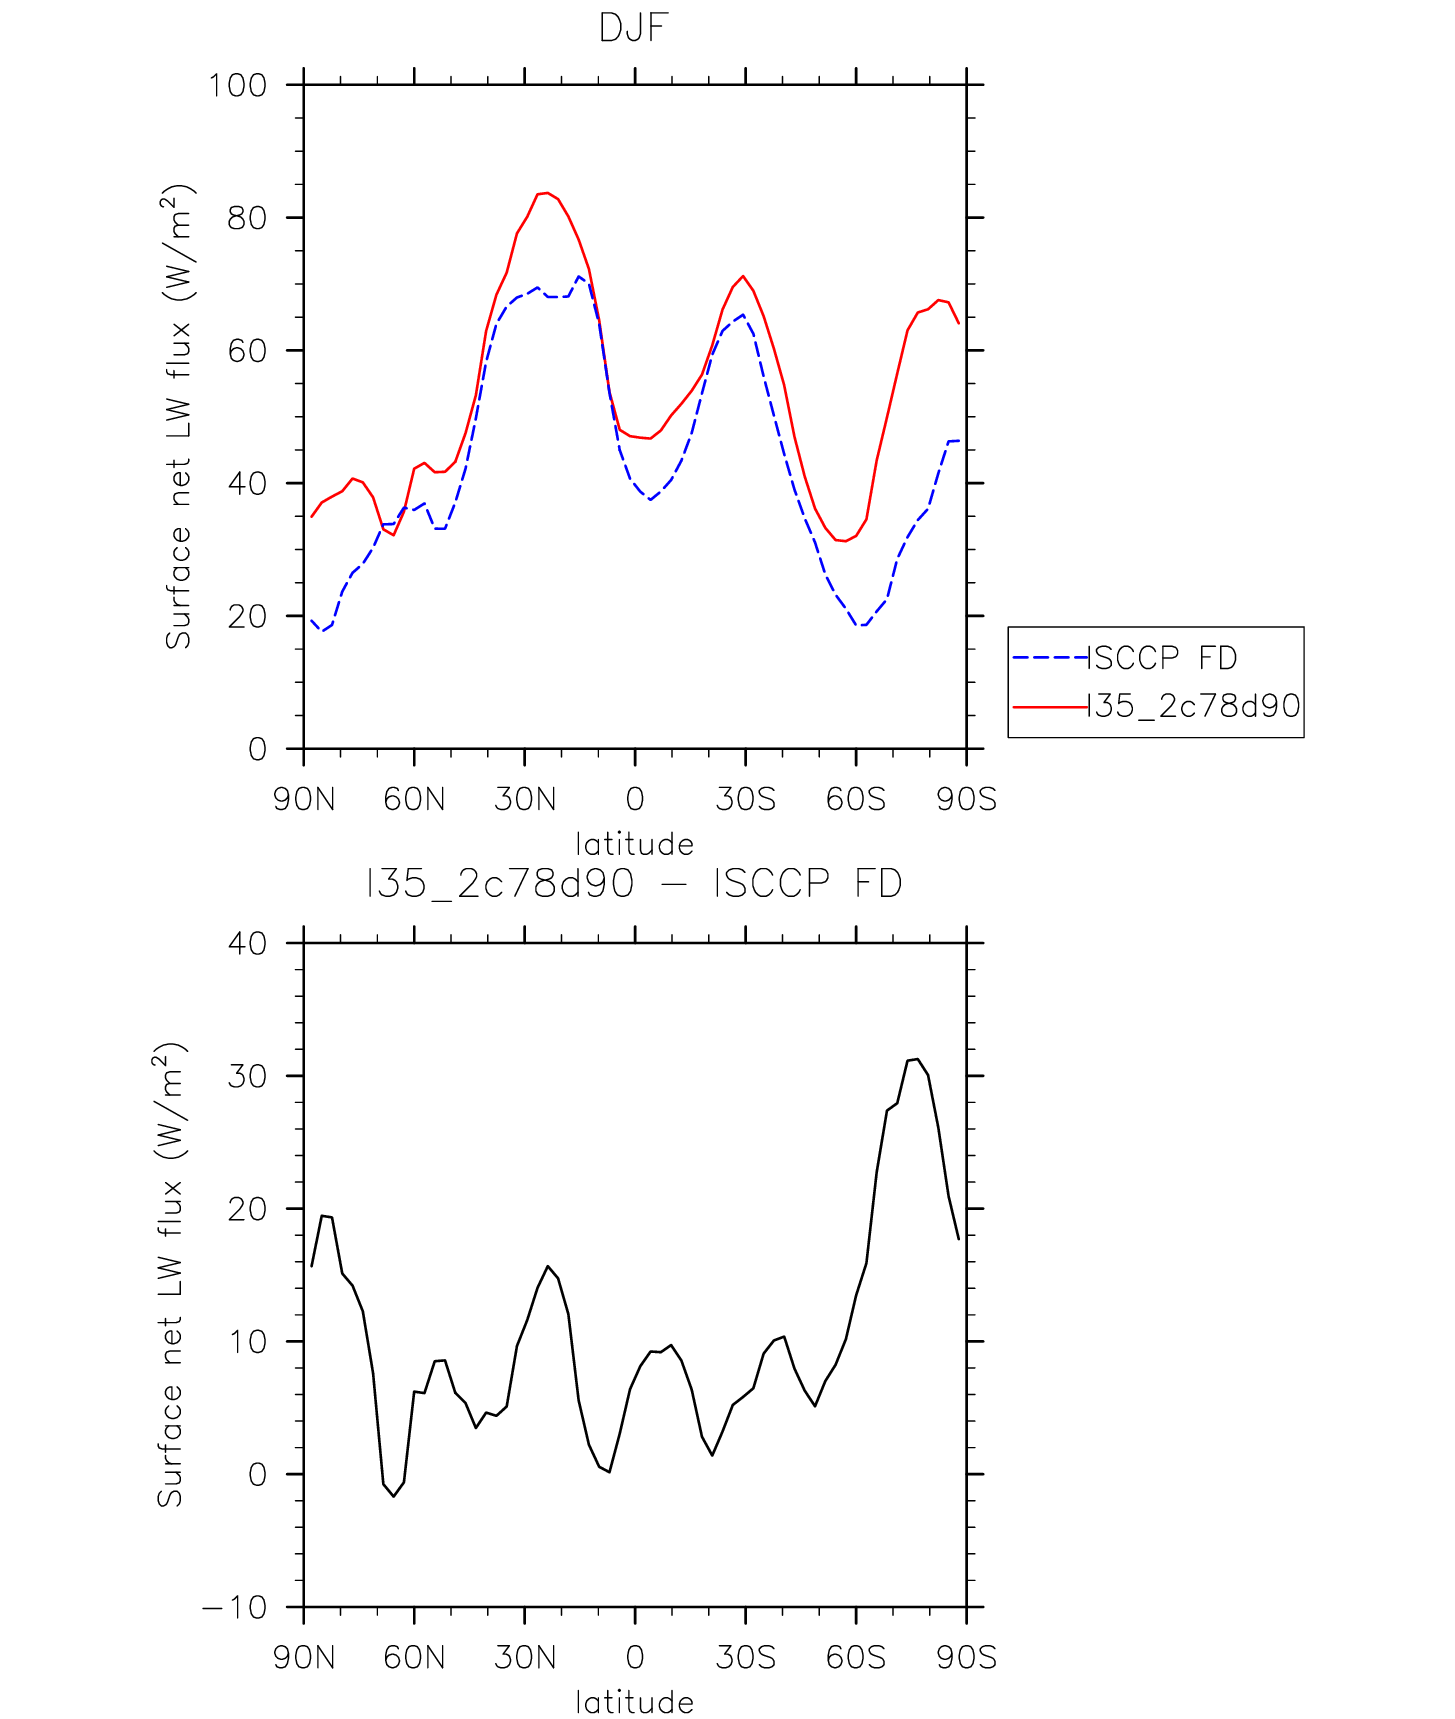 DJF
100
80
60
40
20
0
Surface net LW flux (W/m²)
90N 60N 30N 0 30S 60S 90S
latitude
ISCCP FD
I35_2c78d90
I35_2c78d90 − ISCCP FD
40
30
20
10
0
−10
Surface net LW flux (W/m²)
90N 60N 30N 0 30S 60S 90S
latitude